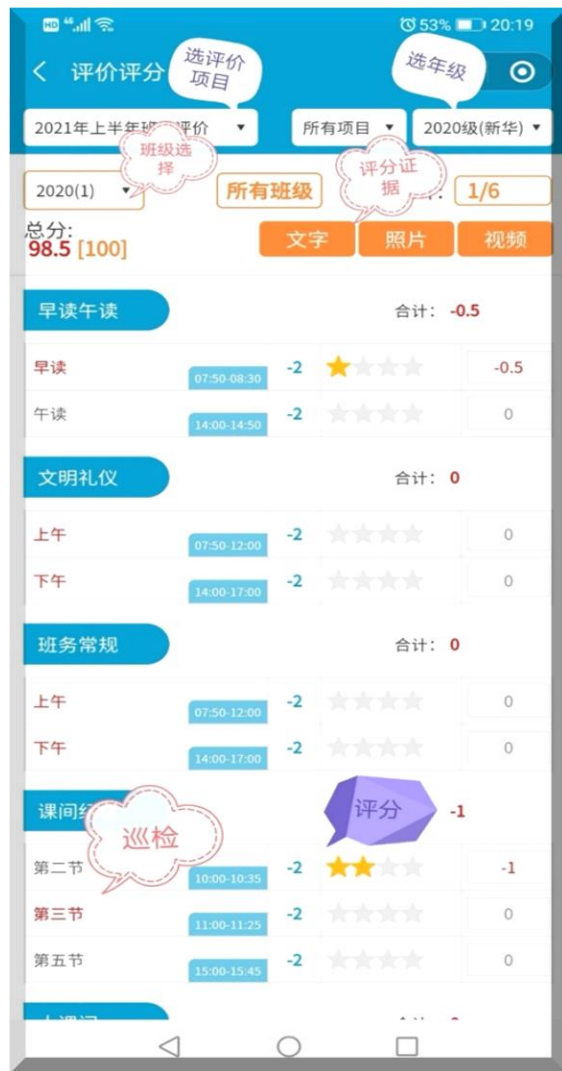 HD 46 53% 20:19
评价评分
选评价
项目
选年级
2021年上半年班 评价 ▼ 所有项目 ▼ 2020级(新华) ▼
班级选
择
评分证
据
2020(1) ▼ 所有班级 : 1/6
总分:
98.5 [100] 文字 照片 视频
早读午读 合计: -0.5
早读 07:50-08:30 -2 -0.5
午读 14:00-14:50 -2 0
文明礼仪 合计: 0
上午 07:50-12:00 -2 0
下午 14:00-17:00 -2 0
班务常规 合计: 0
上午 07:50-12:00 -2 0
下午 14:00-17:00 -2 0
课间 -1
巡检
评分
第二节 10:00-10:35 -2 -1
第三节 11:00-11:25 -2 0
第五节 15:00-15:45 -2 0